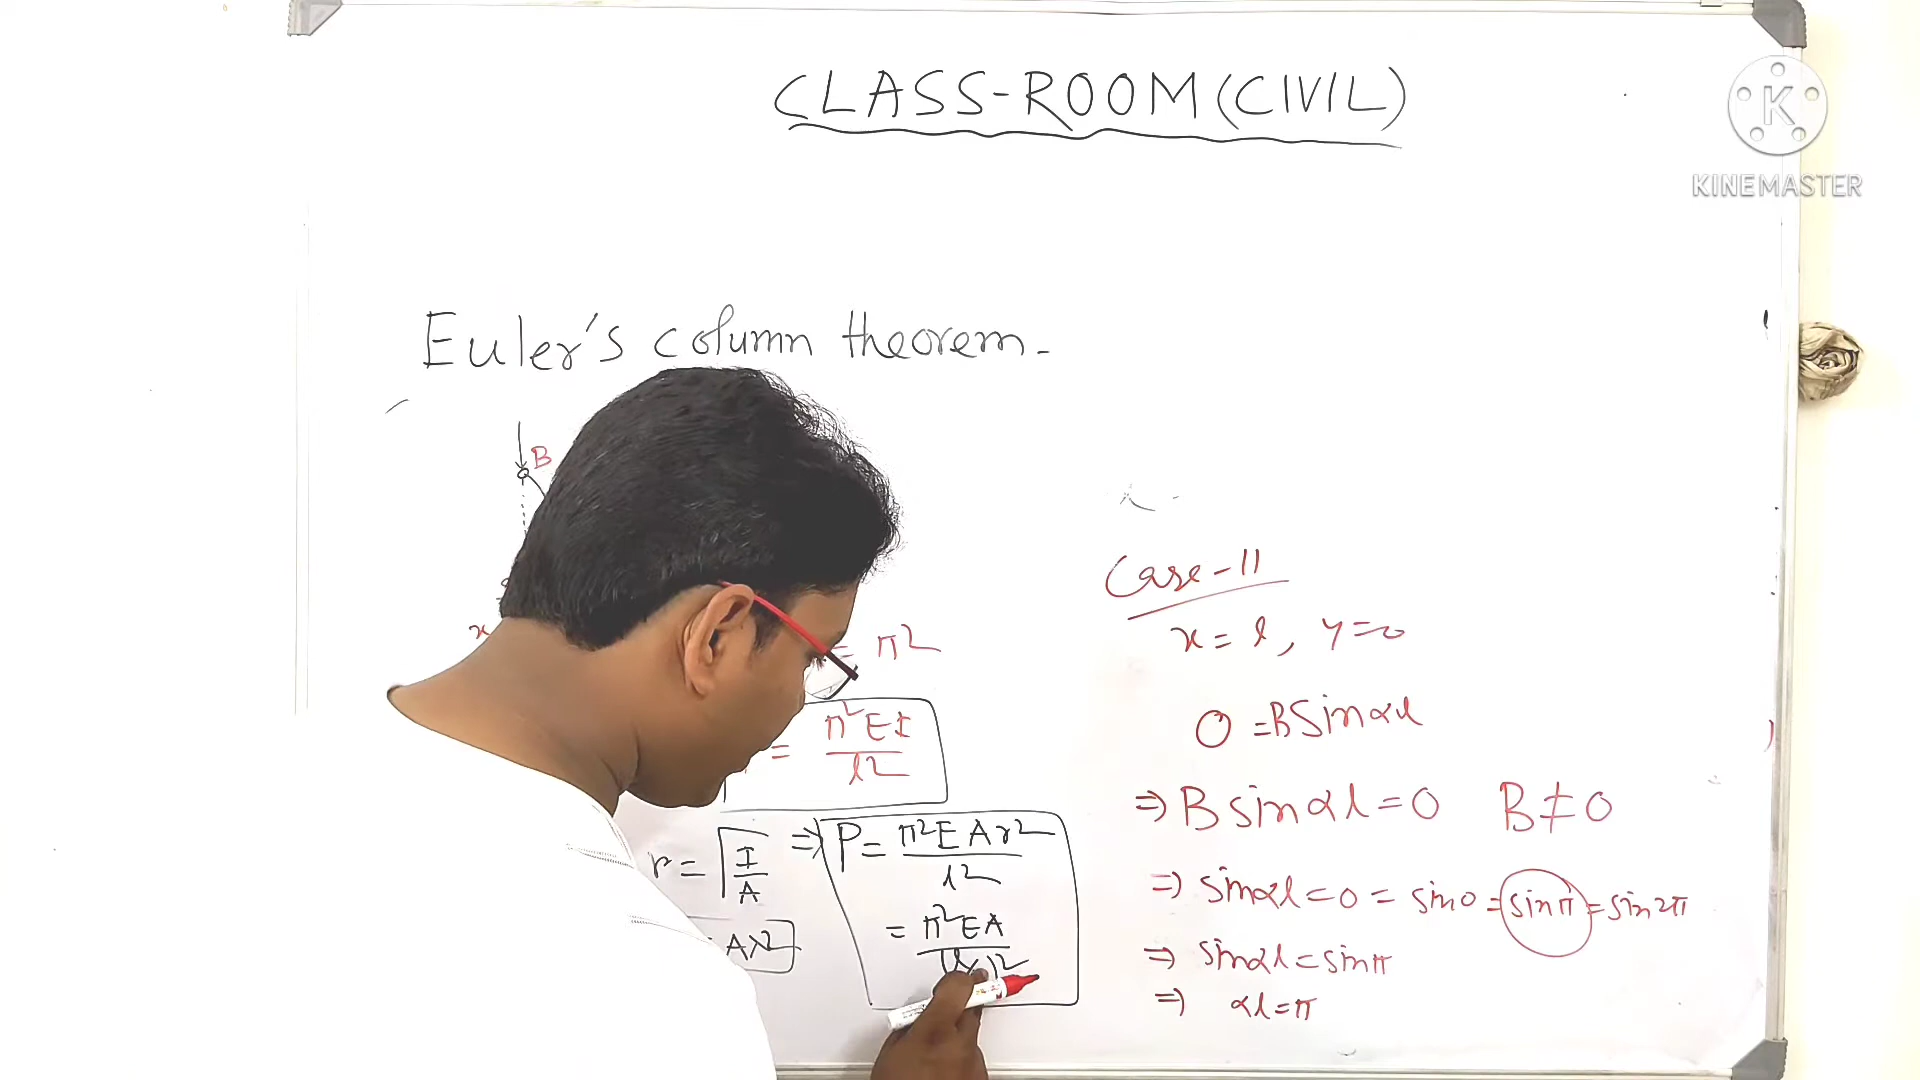 CLASS-ROOM(CIVIL)
K
KINEMASTER
Euler's column theorem-
B
x
= π²
= π²EI / l²
r = √(I/A)
⇒ P = π²EAr² / l²
= π²EA
Ar²
Case-II
x = l, y=0
0 = B Sin αl
⇒ B sin αl = 0 B ≠ 0
⇒ sin αl = 0 = sin 0 = sin π = sin 2π
⇒ sin αl = sin π
⇒ αl = π